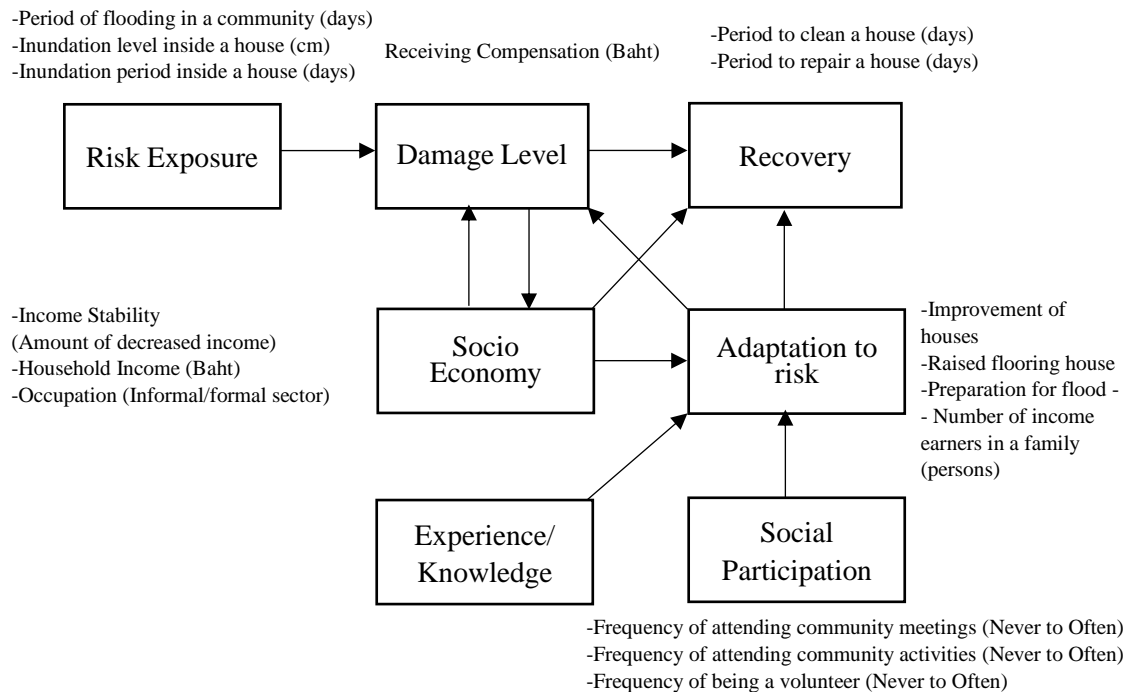 -Period of flooding in a community (days)
-Inundation level inside a house (cm)
-Inundation period inside a house (days)
Receiving Compensation (Baht)
-Period to clean a house (days)
-Period to repair a house (days)
Risk Exposure
Damage Level
Recovery
-Income Stability
(Amount of decreased income)
-Household Income (Baht)
-Occupation (Informal/formal sector)
Socio
Economy
Adaptation to
risk
-Improvement of
houses
-Raised flooring house
-Preparation for flood -
- Number of income
earners in a family
(persons)
Experience/
Knowledge
Social
Participation
-Frequency of attending community meetings (Never to Often)
-Frequency of attending community activities (Never to Often)
-Frequency of being a volunteer (Never to Often)